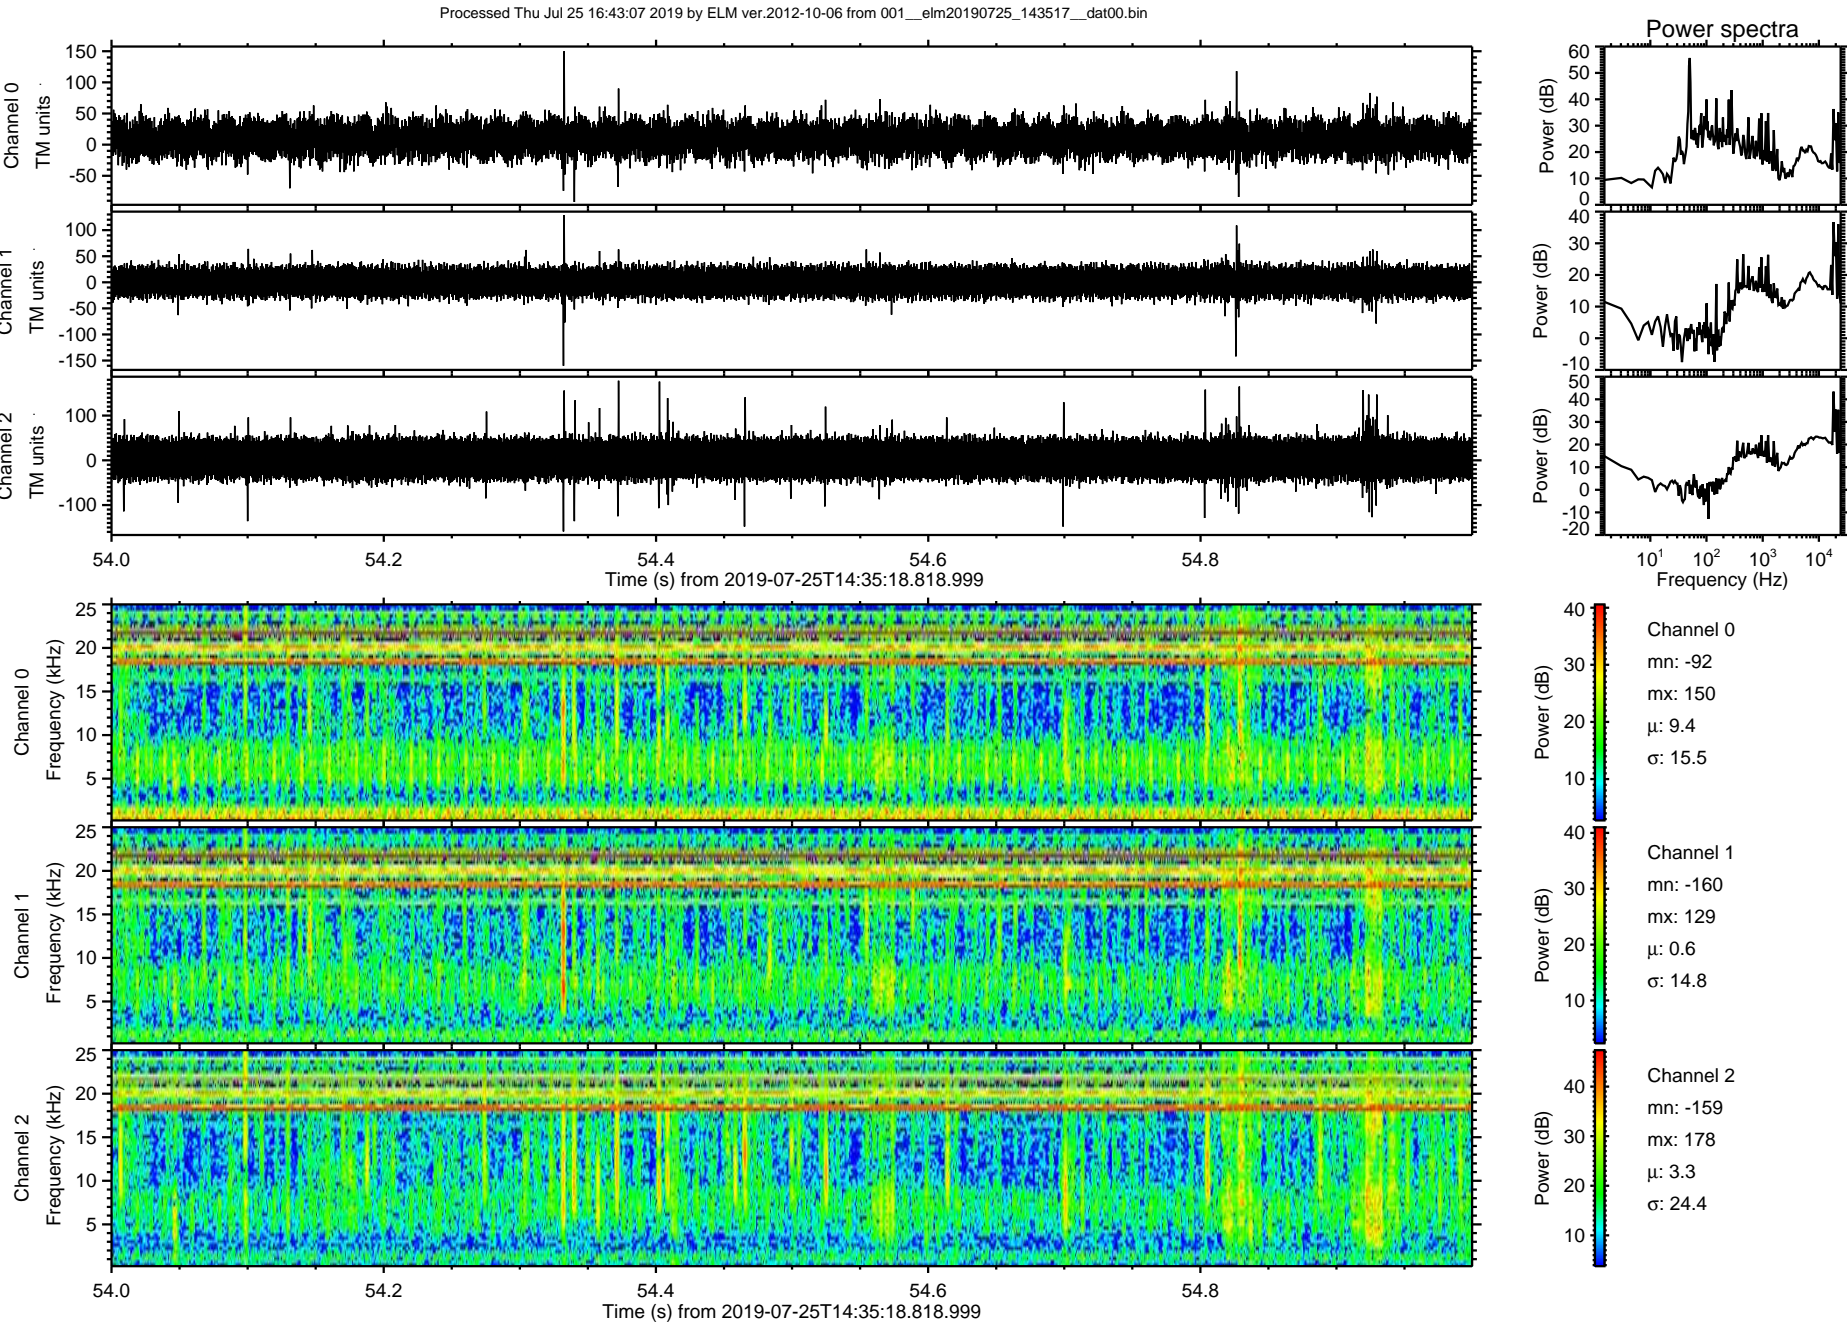 Processed Thu Jul 25 16:43:07 2019 by ELM ver.2012-10-06 from 001__elm20190725_143517__dat00.bin
Power spectra
Channel 0
TM units
150
100
50
0
-50
Power (dB)
60
50
40
30
20
10
0
Channel 1
TM units
100
50
0
-50
-100
-150
Power (dB)
40
30
20
10
0
-10
Channel 2
TM units
100
0
-100
Power (dB)
50
40
30
20
10
0
-10
-20
54.0 54.2 54.4 54.6 54.8
Time (s) from 2019-07-25T14:35:18.818.999
10^1 10^2 10^3 10^4
Frequency (Hz)
Channel 0
Frequency (kHz)
25
20
15
10
5
Power (dB)
40
30
20
10
Channel 0
mn: -92
mx: 150
μ: 9.4
σ: 15.5
Channel 1
Frequency (kHz)
25
20
15
10
5
Power (dB)
40
30
20
10
Channel 1
mn: -160
mx: 129
μ: 0.6
σ: 14.8
Channel 2
Frequency (kHz)
25
20
15
10
5
Power (dB)
40
30
20
10
Channel 2
mn: -159
mx: 178
μ: 3.3
σ: 24.4
54.0 54.2 54.4 54.6 54.8
Time (s) from 2019-07-25T14:35:18.818.999